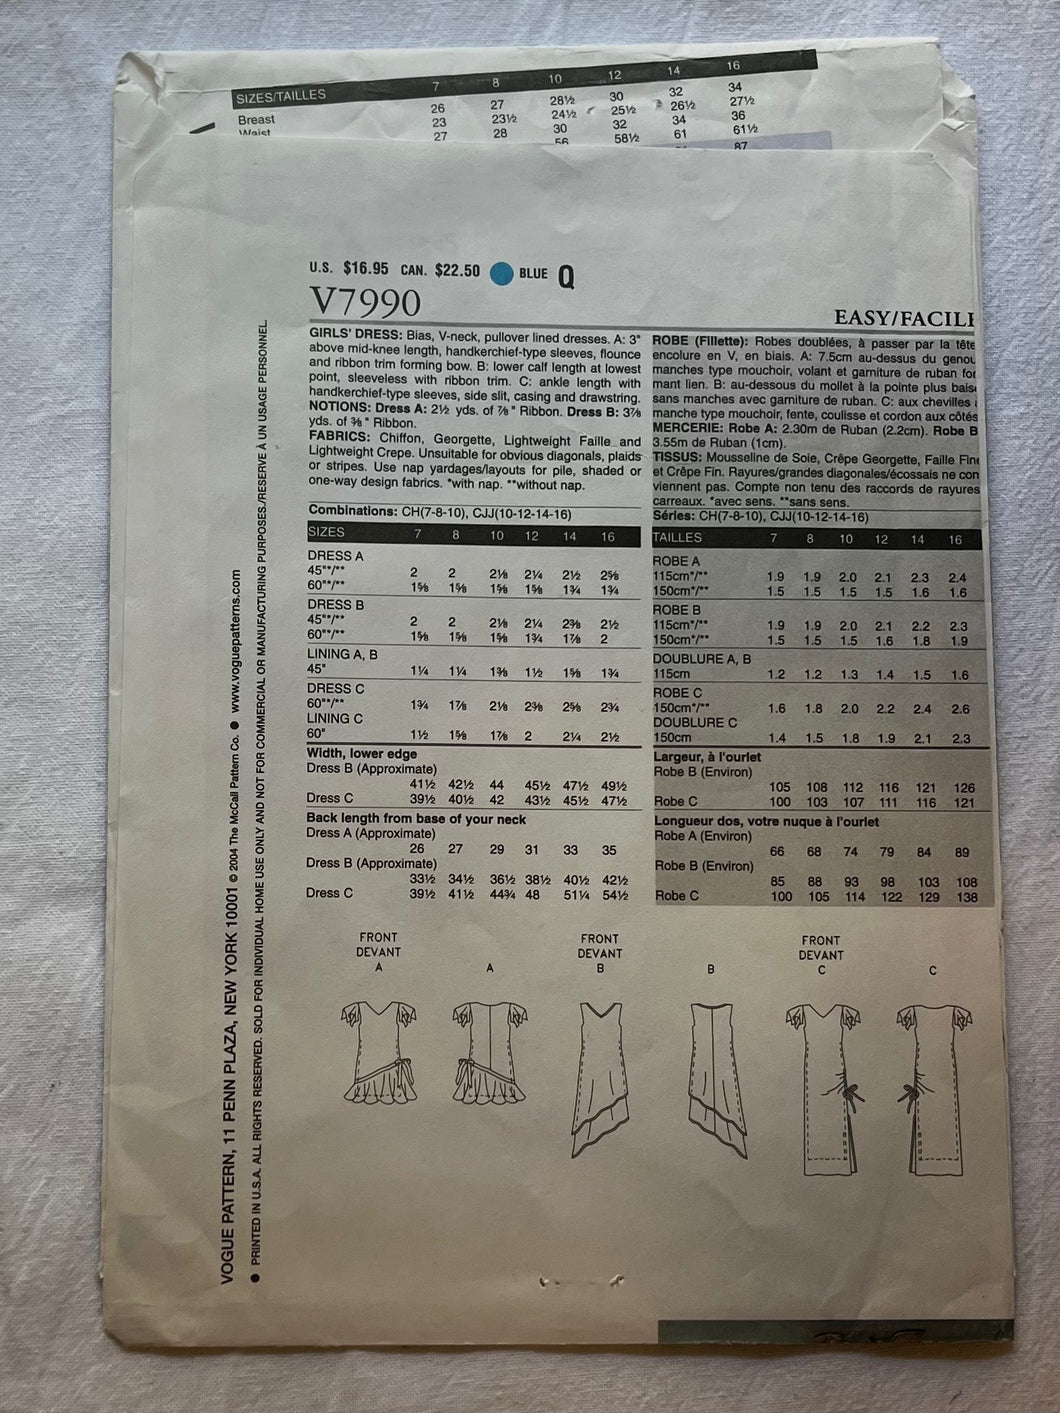 SIZES/TAILLES 7 8 10 12 14 16
Breast 26 27 28½ 30 32 34
Waist 23 23½ 24½ 25½ 26½ 27½
27 28 30 32 34 36
56 58½ 61 61½
87
U.S. $16.95 CAN. $22.50 BLUE Q
V7990
EASY/FACILE
GIRLS' DRESS: Bias, V-neck, pullover lined dresses. A: 3"
above mid-knee length, handkerchief-type sleeves, flounce
and ribbon trim forming bow. B: lower calf length at lowest
point, sleeveless with ribbon trim. C: ankle length with
handkerchief-type sleeves, side slit, casing and drawstring.
NOTIONS: Dress A: 2½ yds. of ⅞" Ribbon. Dress B: 3⅞
yds. of ⅜" Ribbon.
FABRICS: Chiffon, Georgette, Lightweight Faille and
Lightweight Crepe. Unsuitable for obvious diagonals, plaids
or stripes. Use nap yardages/layouts for pile, shaded or
one-way design fabrics. *with nap. **without nap.
Combinations: CH(7-8-10), CJJ(10-12-14-16)
SIZES 7 8 10 12 14 16
DRESS A
45"*/** 2 2 2⅛ 2¼ 2½ 2⅝
60"*/** 1⅝ 1⅝ 1⅝ 1⅝ 1¾ 1¾
DRESS B
45"*/** 2 2 2⅛ 2¼ 2⅜ 2½
60"*/** 1⅝ 1⅝ 1⅝ 1¾ 1⅞ 2
LINING A, B
45" 1¼ 1¼ 1⅜ 1½ 1⅝ 1¾
DRESS C
60"*/** 1¾ 1⅞ 2⅛ 2⅜ 2⅝ 2¾
LINING C
60" 1½ 1⅝ 1⅞ 2 2¼ 2½
Width, lower edge
Dress B (Approximate)
41½ 42½ 44 45½ 47½ 49½
Dress C 39½ 40½ 42 43½ 45½ 47½
Back length from base of your neck
Dress A (Approximate)
26 27 29 31 33 35
Dress B (Approximate)
33½ 34½ 36½ 38½ 40½ 42½
Dress C 39½ 41½ 44¾ 48 51¼ 54½
ROBE (Fillette): Robes doublées, à passer par la tête
encolure en V, en biais. A: 7.5cm au-dessus du genou
manches type mouchoir, volant et garniture de ruban for
mant lien. B: au-dessous du mollet à la pointe plus bais
sans manches avec garniture de ruban. C: aux chevilles
manche type mouchoir, fente, coulisse et cordon aux côtés
MERCERIE: Robe A: 2.30m de Ruban (2.2cm). Robe B
3.55m de Ruban (1cm).
TISSUS: Mousseline de Soie, Crêpe Georgette, Faille Fine
et Crêpe Fin. Rayures/grandes diagonales/écossais ne con
viennent pas. Compte non tenu des raccords de rayures
carreaux. *avec sens. **sans sens.
Séries: CH(7-8-10), CJJ(10-12-14-16)
TAILLES 7 8 10 12 14 16
ROBE A
115cm*/** 1.9 1.9 2.0 2.1 2.3 2.4
150cm*/** 1.5 1.5 1.5 1.5 1.6 1.6
ROBE B
115cm*/** 1.9 1.9 2.0 2.1 2.2 2.3
150cm*/** 1.5 1.5 1.5 1.6 1.8 1.9
DOUBLURE A, B
115cm 1.2 1.2 1.3 1.4 1.5 1.6
ROBE C
150cm*/** 1.6 1.8 2.0 2.2 2.4 2.6
DOUBLURE C
150cm 1.4 1.5 1.8 1.9 2.1 2.3
Largeur, à l'ourlet
Robe B (Environ)
105 108 112 116 121 126
Robe C 100 103 107 111 116 121
Longueur dos, votre nuque à l'ourlet
Robe A (Environ)
66 68 74 79 84 89
Robe B (Environ)
85 88 93 98 103 108
Robe C 100 105 114 122 129 138
FRONT
DEVANT
A
A
FRONT
DEVANT
B
B
FRONT
DEVANT
C
C
VOGUE PATTERN, 11 PENN PLAZA, NEW YORK 10001 © 2004 The McCall Pattern Co. ● www.voguepatterns.com
● PRINTED IN U.S.A. ALL RIGHTS RESERVED. SOLD FOR INDIVIDUAL HOME USE ONLY AND NOT FOR COMMERCIAL OR MANUFACTURING PURPOSES./RESERVE À UN USAGE PERSONNEL.